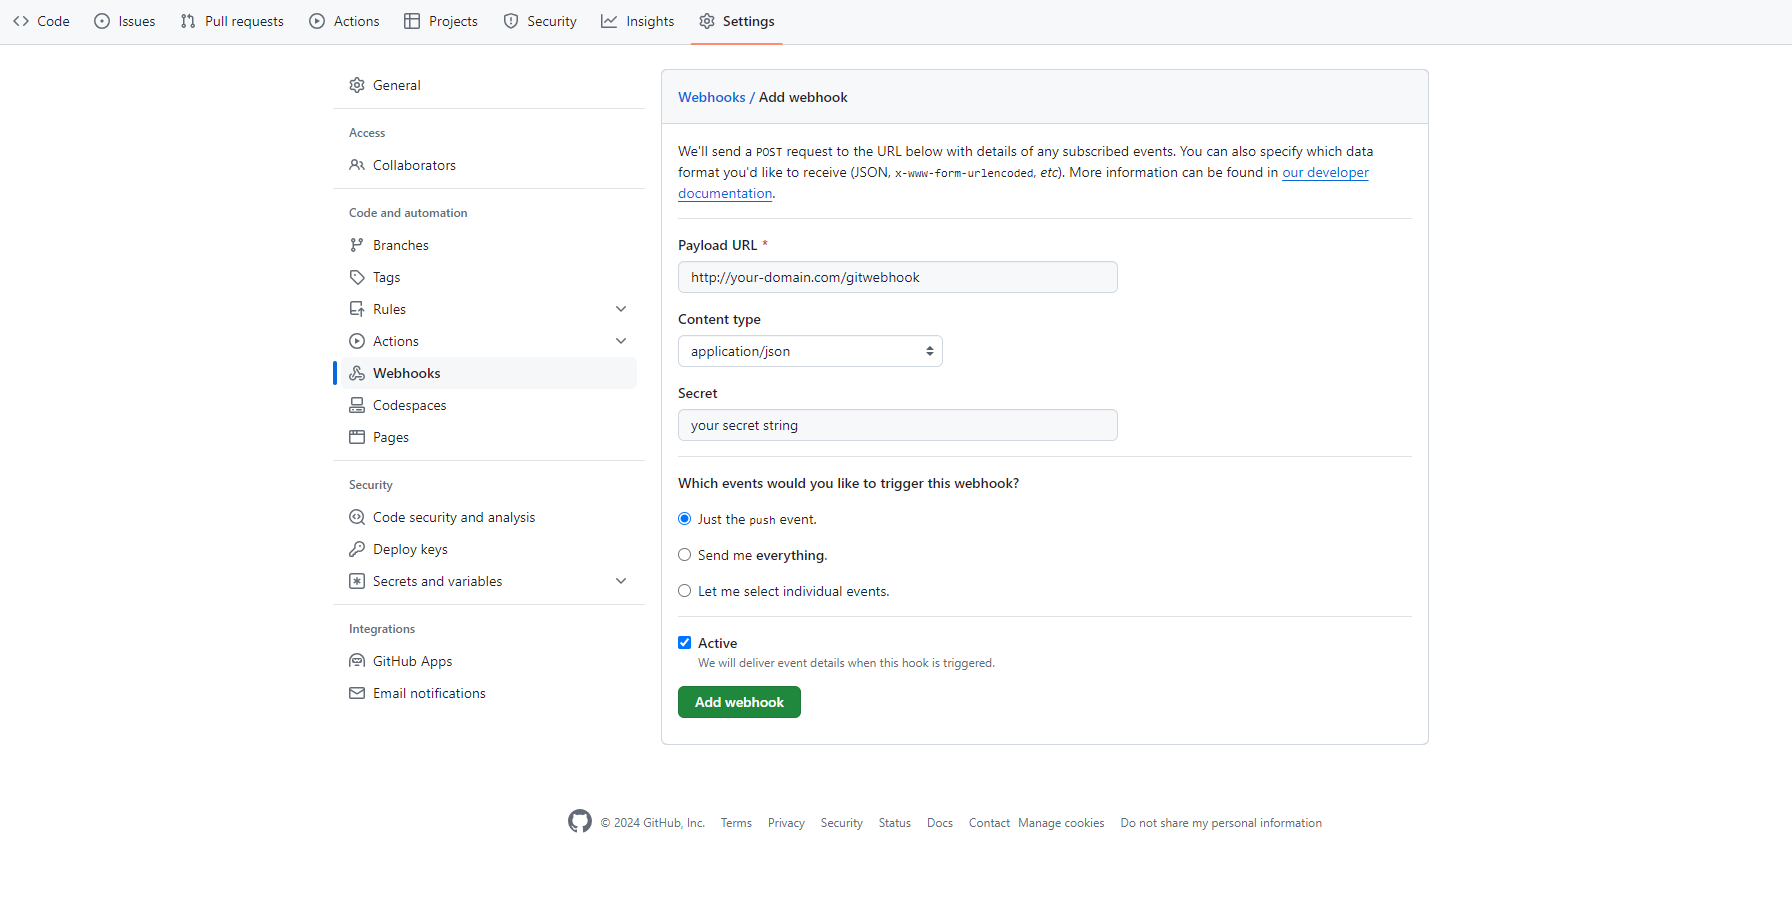 Code Issues Pull requests Actions Projects Security Insights Settings
General
Access
Collaborators
Code and automation
Branches
Tags
Rules
Actions
Webhooks
Codespaces
Pages
Security
Code security and analysis
Deploy keys
Secrets and variables
Integrations
GitHub Apps
Email notifications
Webhooks / Add webhook
We'll send a POST request to the URL below with details of any subscribed events. You can also specify which data
format you'd like to receive (JSON, x-www-form-urlencoded, etc). More information can be found in our developer
documentation.
Payload URL *
http://your-domain.com/gitwebhook
Content type
application/json
Secret
your secret string
Which events would you like to trigger this webhook?
Just the push event.
Send me everything.
Let me select individual events.
Active
We will deliver event details when this hook is triggered.
Add webhook
© 2024 GitHub, Inc. Terms Privacy Security Status Docs Contact Manage cookies Do not share my personal information